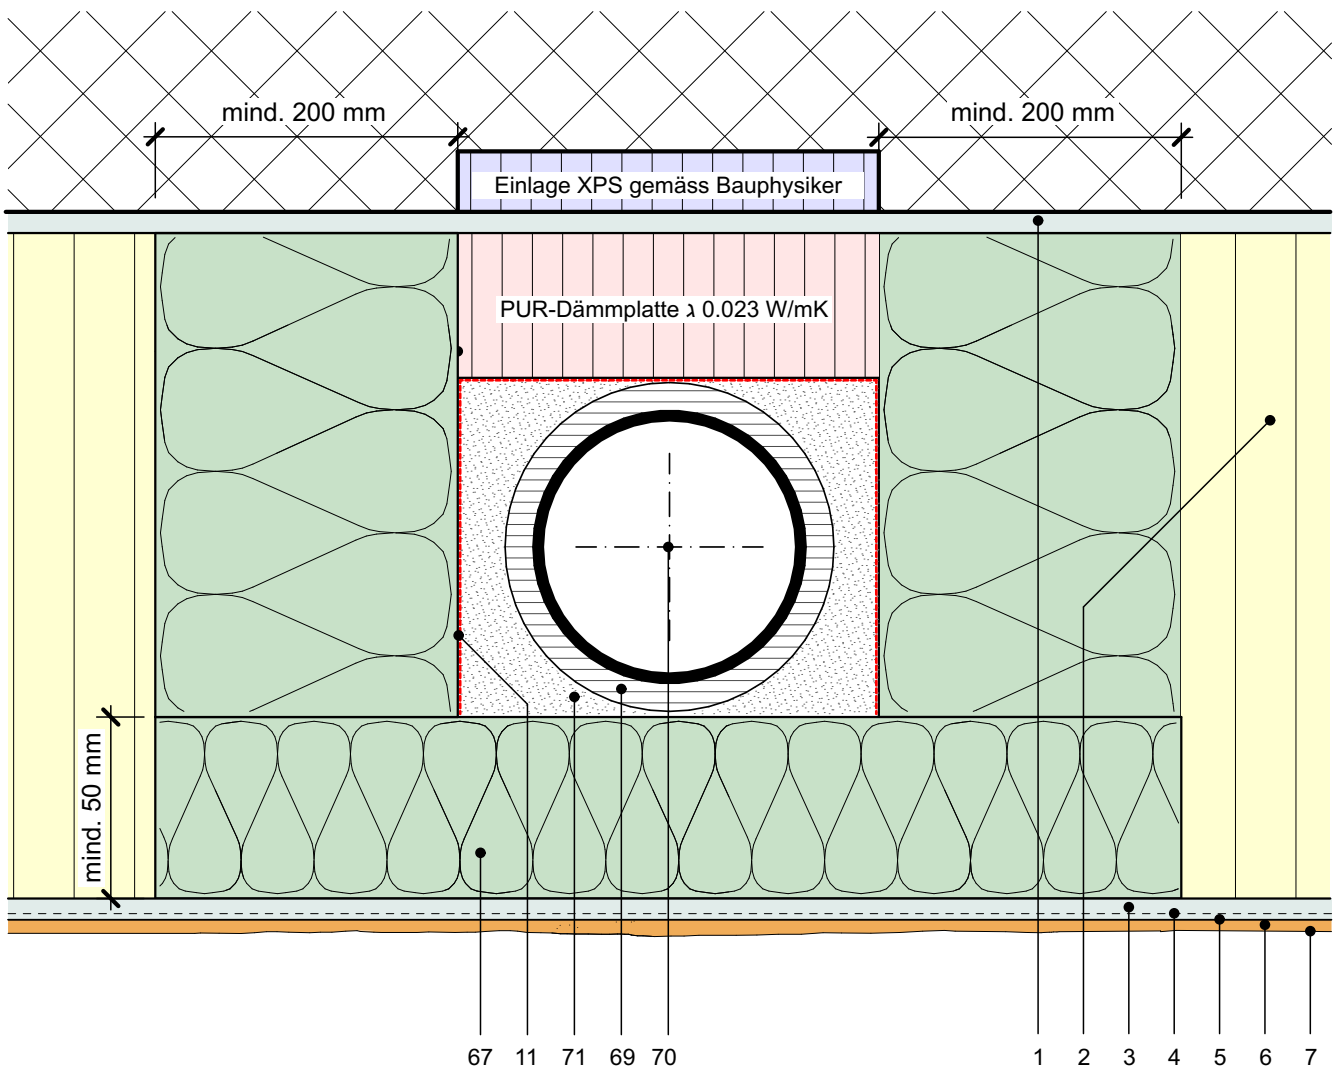 mind. 200 mm
mind. 200 mm
Einlage XPS gemäss Bauphysiker
PUR-Dämmplatte λ 0.023 W/mK
mind. 50 mm
67 11 71 69 70 1 2 3 4 5 6 7